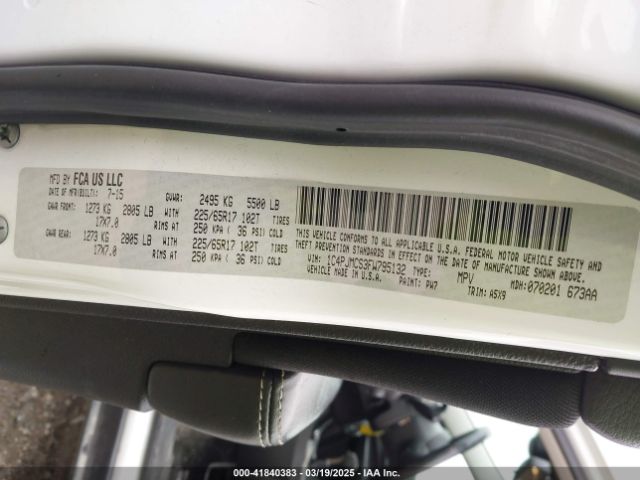 MFD BY FCA US LLC
DATE OF MFR(BUILT): 7-15 GVWR: 2495 KG 5500 LB
GWR FRONT: 1273 KG 2805 LB WITH 225/65R17 102T TIRES
17X7.0 RIMS AT 250 KPA ( 36 PSI) COLD
GWR REAR: 1273 KG 2805 LB WITH 225/65R17 102T TIRES
17X7.0 RIMS AT 250 KPA ( 36 PSI) COLD
THIS VEHICLE CONFORMS TO ALL APPLICABLE U.S.A. FEDERAL MOTOR VEHICLE SAFETY AND
THEFT PREVENTION STANDARDS IN EFFECT ON THE DATE OF MANUFACTURE SHOWN ABOVE.
VIN: 1C4PJMCS3FW795132 TYPE: MPV MDH: 070201 673AA
VEHICLE MADE IN U.S.A. PAINT: PW7 TRIM: A5X9
000-41840383 — 03/19/2025 — IAA Inc.